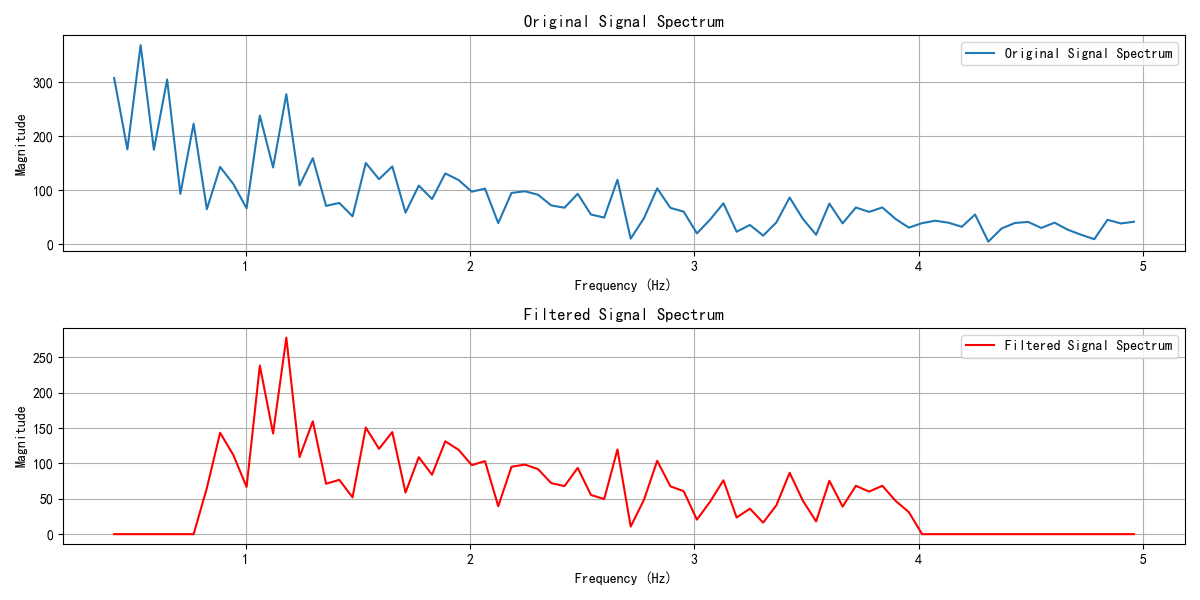 Original Signal Spectrum
Original Signal Spectrum
Magnitude
300
200
100
0
1 2 3 4 5
Frequency (Hz)
Filtered Signal Spectrum
Filtered Signal Spectrum
Magnitude
250
200
150
100
50
0
1 2 3 4 5
Frequency (Hz)